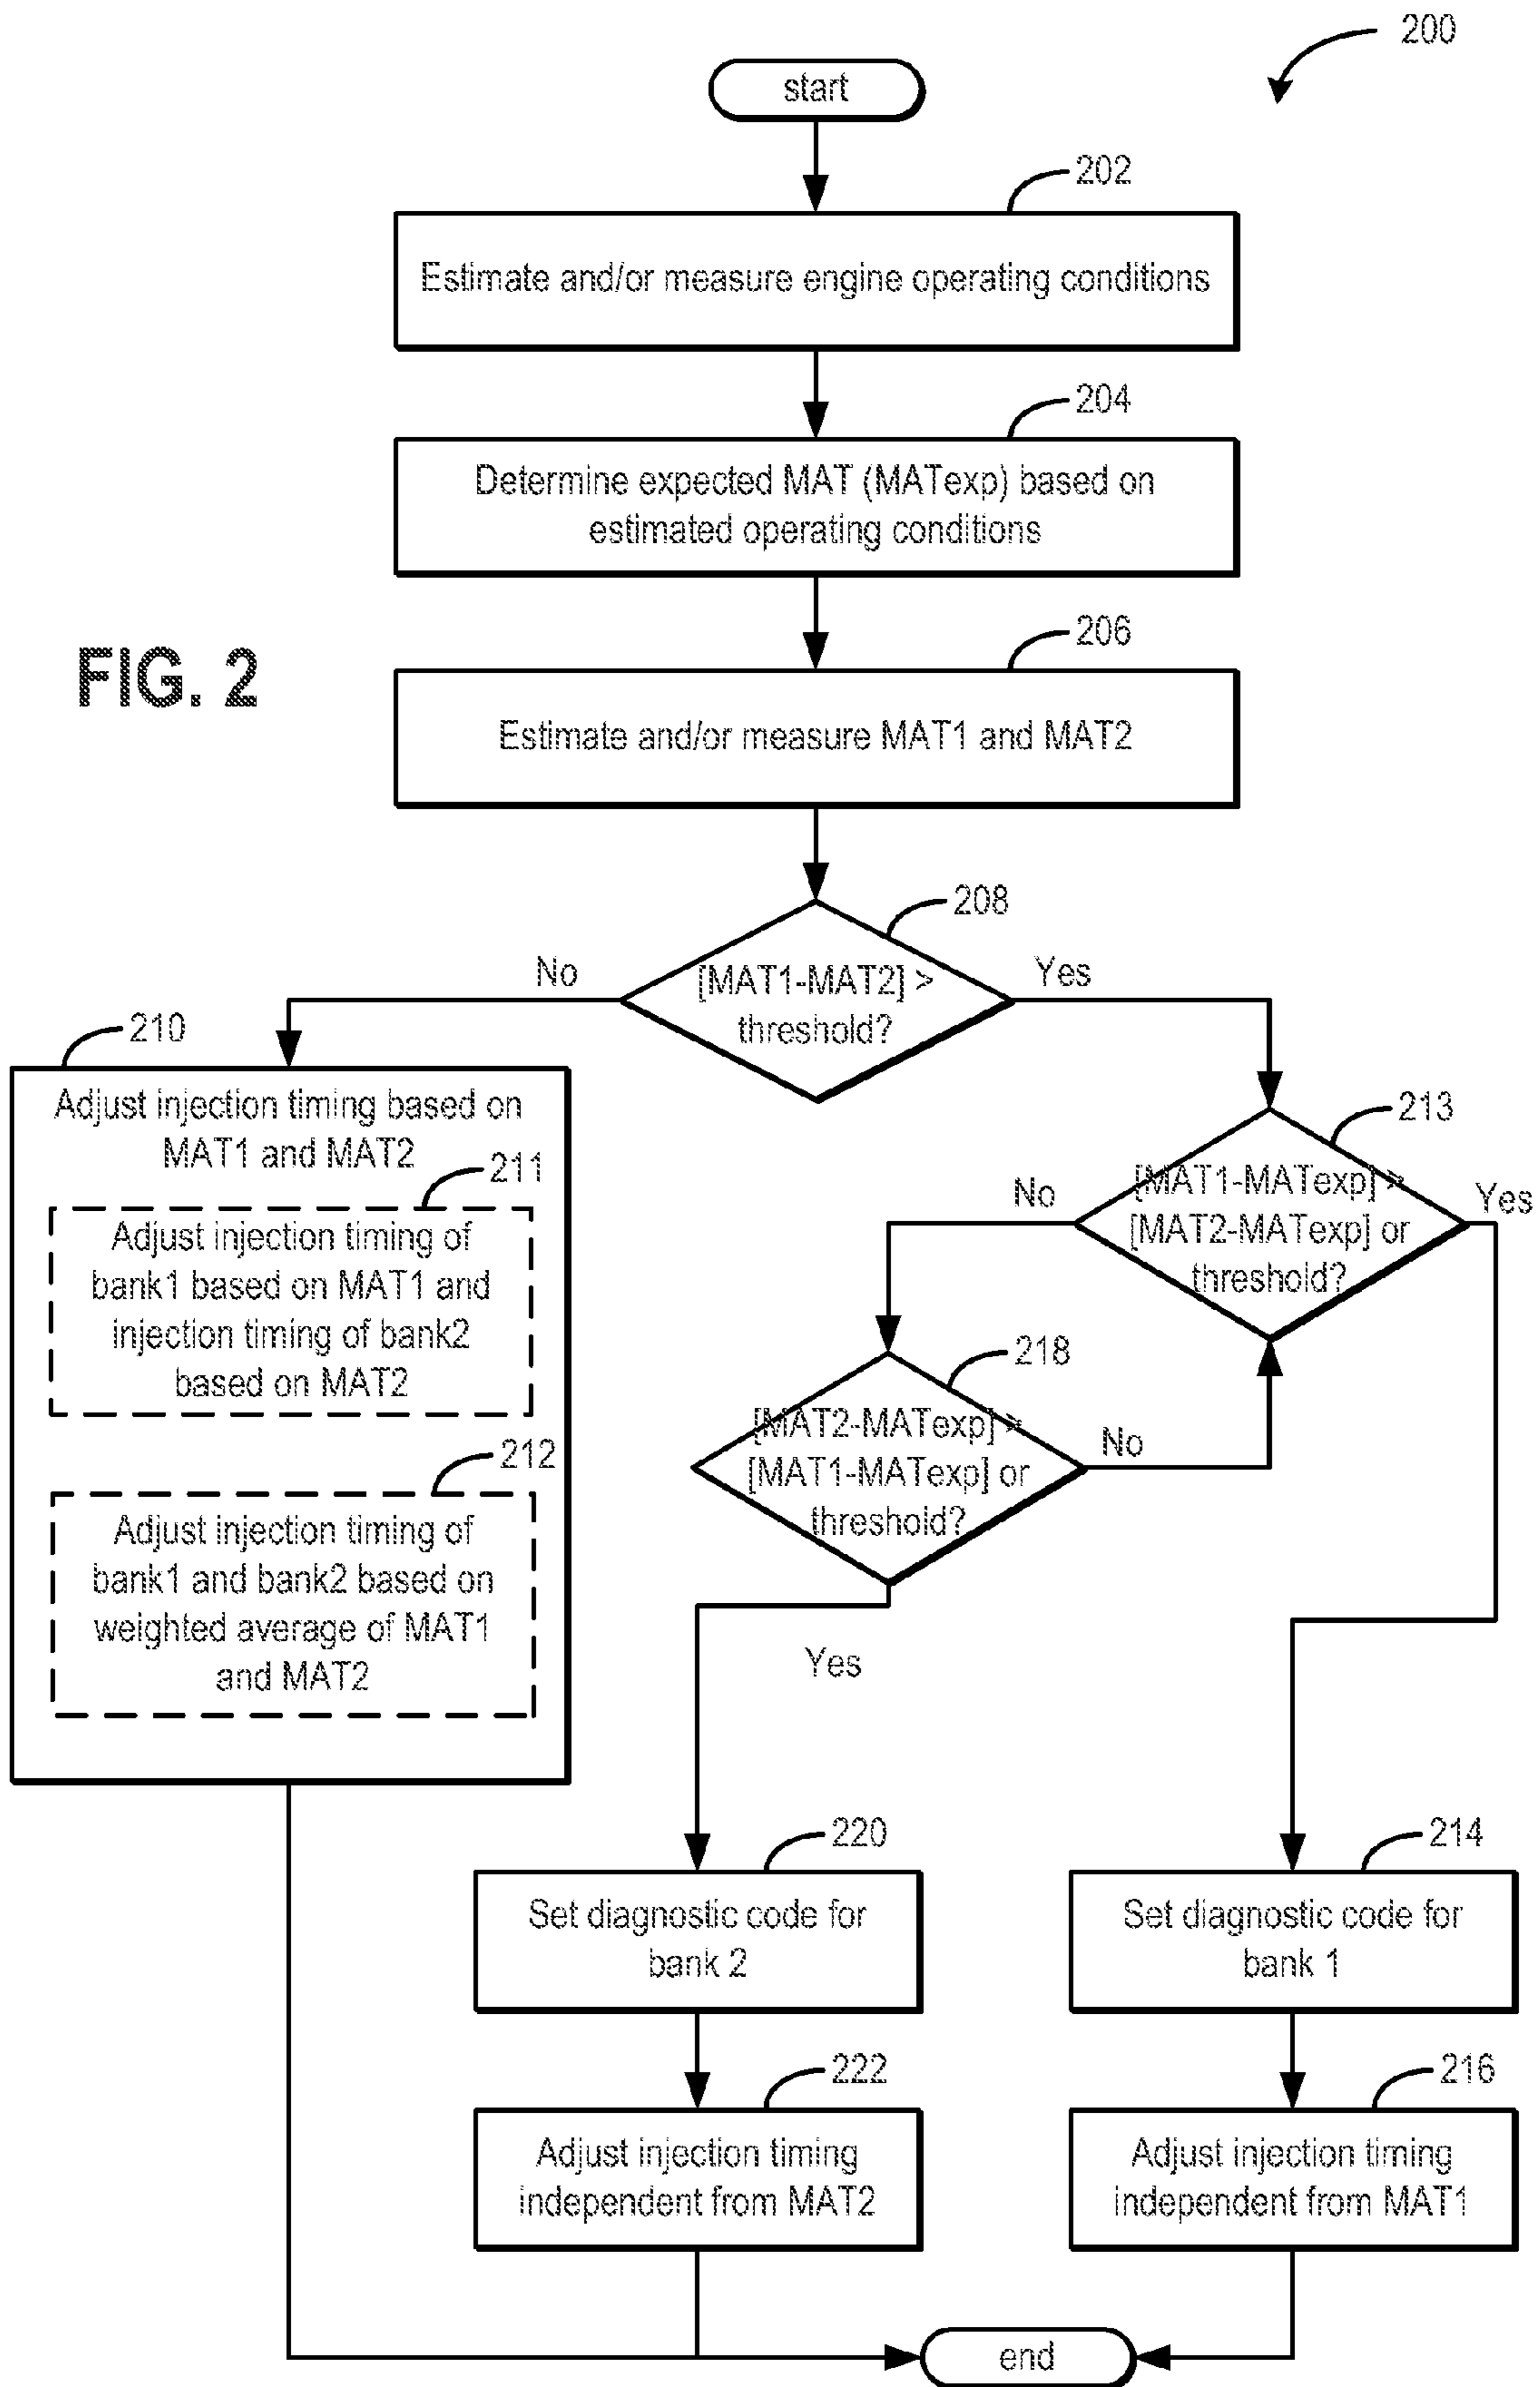 200
start
202
Estimate and/or measure engine operating conditions
204
Determine expected MAT (MATexp) based on
estimated operating conditions
206
FIG. 2
Estimate and/or measure MAT1 and MAT2
208
No
[MAT1-MAT2] >
threshold?
Yes
210
Adjust injection timing based on
MAT1 and MAT2
211
Adjust injection timing of
bank1 based on MAT1 and
injection timing of bank2
based on MAT2
212
Adjust injection timing of
bank1 and bank2 based on
weighted average of MAT1
and MAT2
213
No
[MAT1-MATexp] >
[MAT2-MATexp] or
threshold?
Yes
218
[MAT2-MATexp] >
[MAT1-MATexp] or
threshold?
No
Yes
220
Set diagnostic code for
bank 2
214
Set diagnostic code for
bank 1
222
Adjust injection timing
independent from MAT2
216
Adjust injection timing
independent from MAT1
end